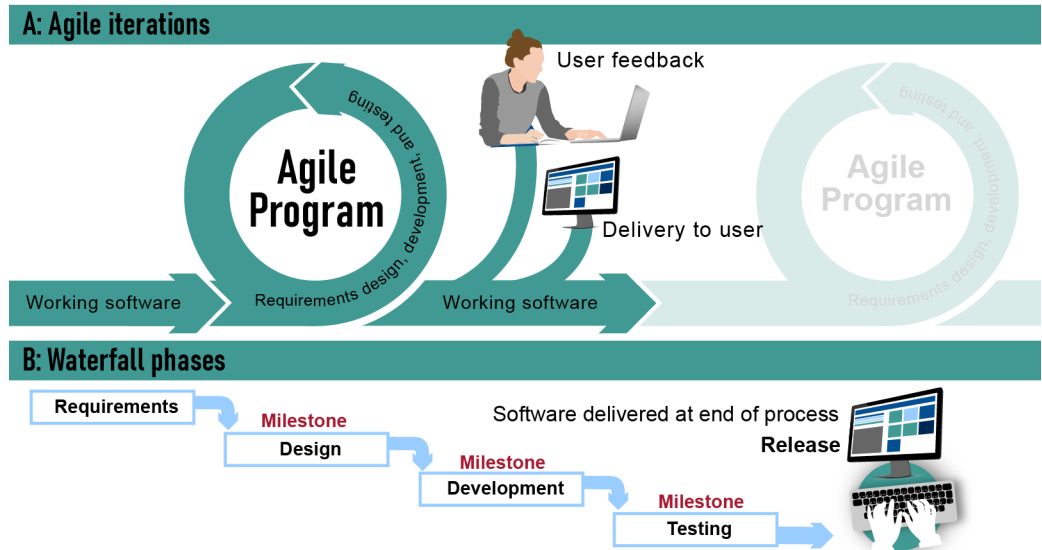 A: Agile iterations
User feedback
Agile
Program
Requirements design, development, and testing
Delivery to user
Working software
Working software
Agile
Program
Requirements design, development, and testing
B: Waterfall phases
Requirements
Milestone
Design
Milestone
Development
Milestone
Testing
Software delivered at end of process
Release